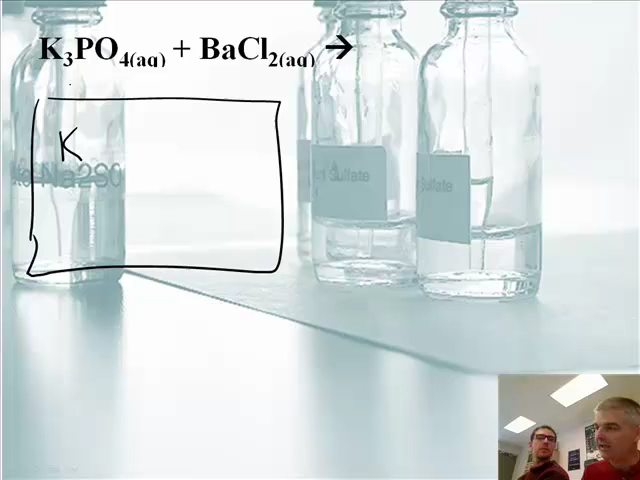 K₃PO₄(aq) + BaCl₂(aq) →
K
Na2SO
Sulfate
Sulfate